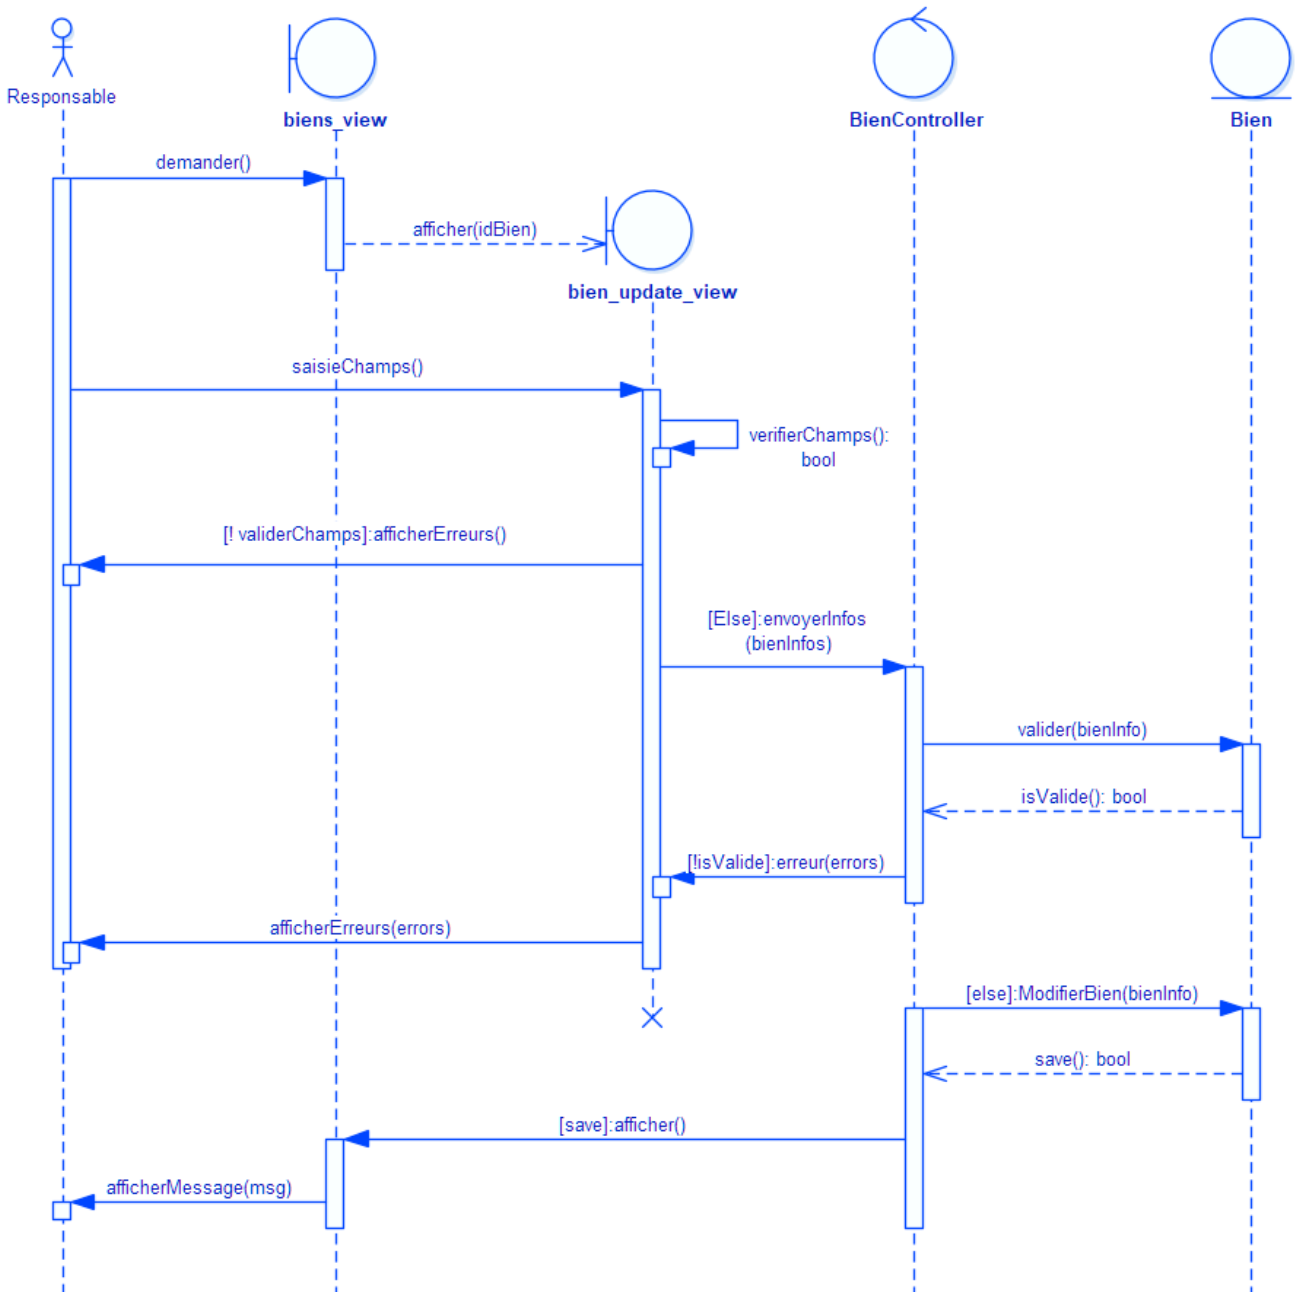 Responsable
biens_view
BienController
Bien
demander()
afficher(idBien)
bien_update_view
saisieChamps()
verifierChamps():
bool
[! validerChamps]:afficherErreurs()
[Else]:envoyerInfos
(bienInfos)
valider(bienInfo)
isValide(): bool
[!isValide]:erreur(errors)
afficherErreurs(errors)
[else]:ModifierBien(bienInfo)
save(): bool
[save]:afficher()
afficherMessage(msg)